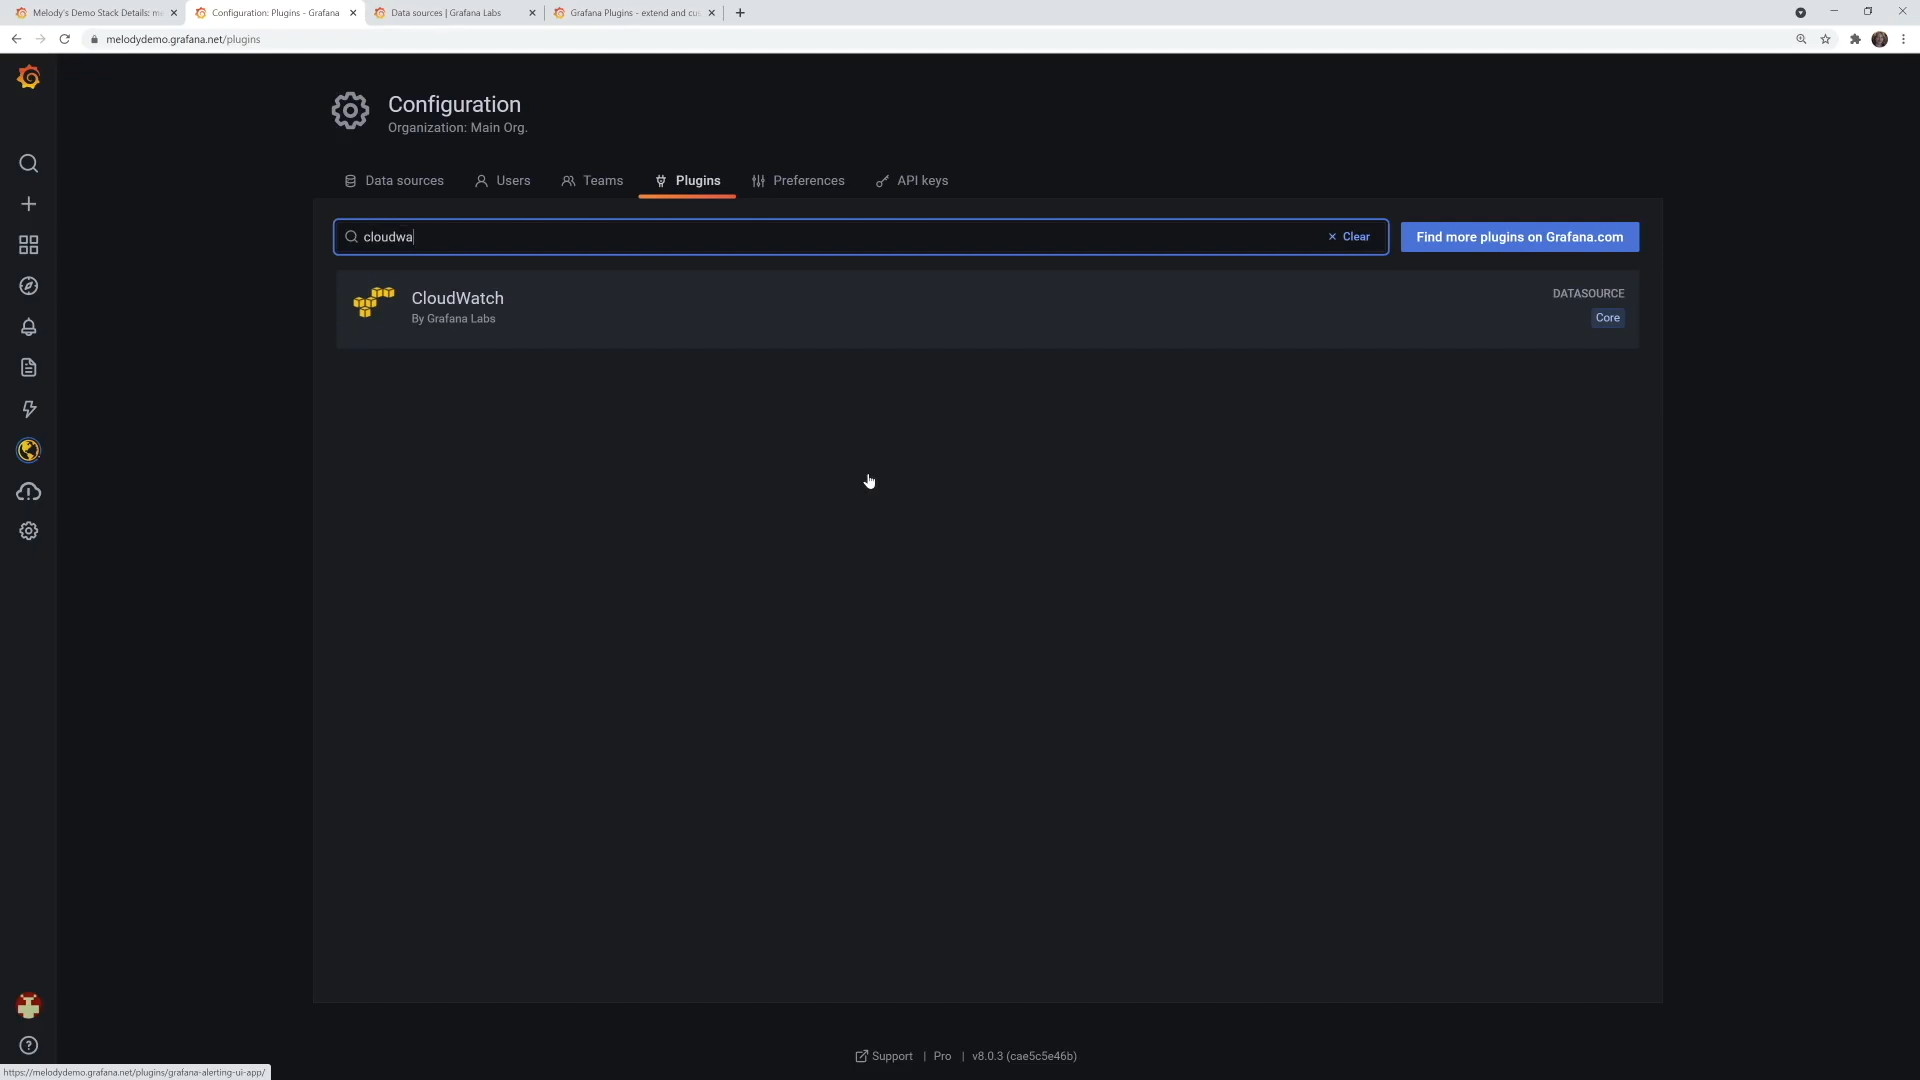 Melody's Demo Stack Details: m
Configuration: Plugins - Grafana
Data sources | Grafana Labs
Grafana Plugins - extend and cu
melodydemo.grafana.net/plugins
Configuration
Organization: Main Org.
Data sources
Users
Teams
Plugins
Preferences
API keys
cloudwa
Clear
Find more plugins on Grafana.com
CloudWatch
By Grafana Labs
DATASOURCE
Core
Support | Pro | v8.0.3 (cae5c5e46b)
https://melodydemo.grafana.net/plugins/grafana-alerting-ui-app/